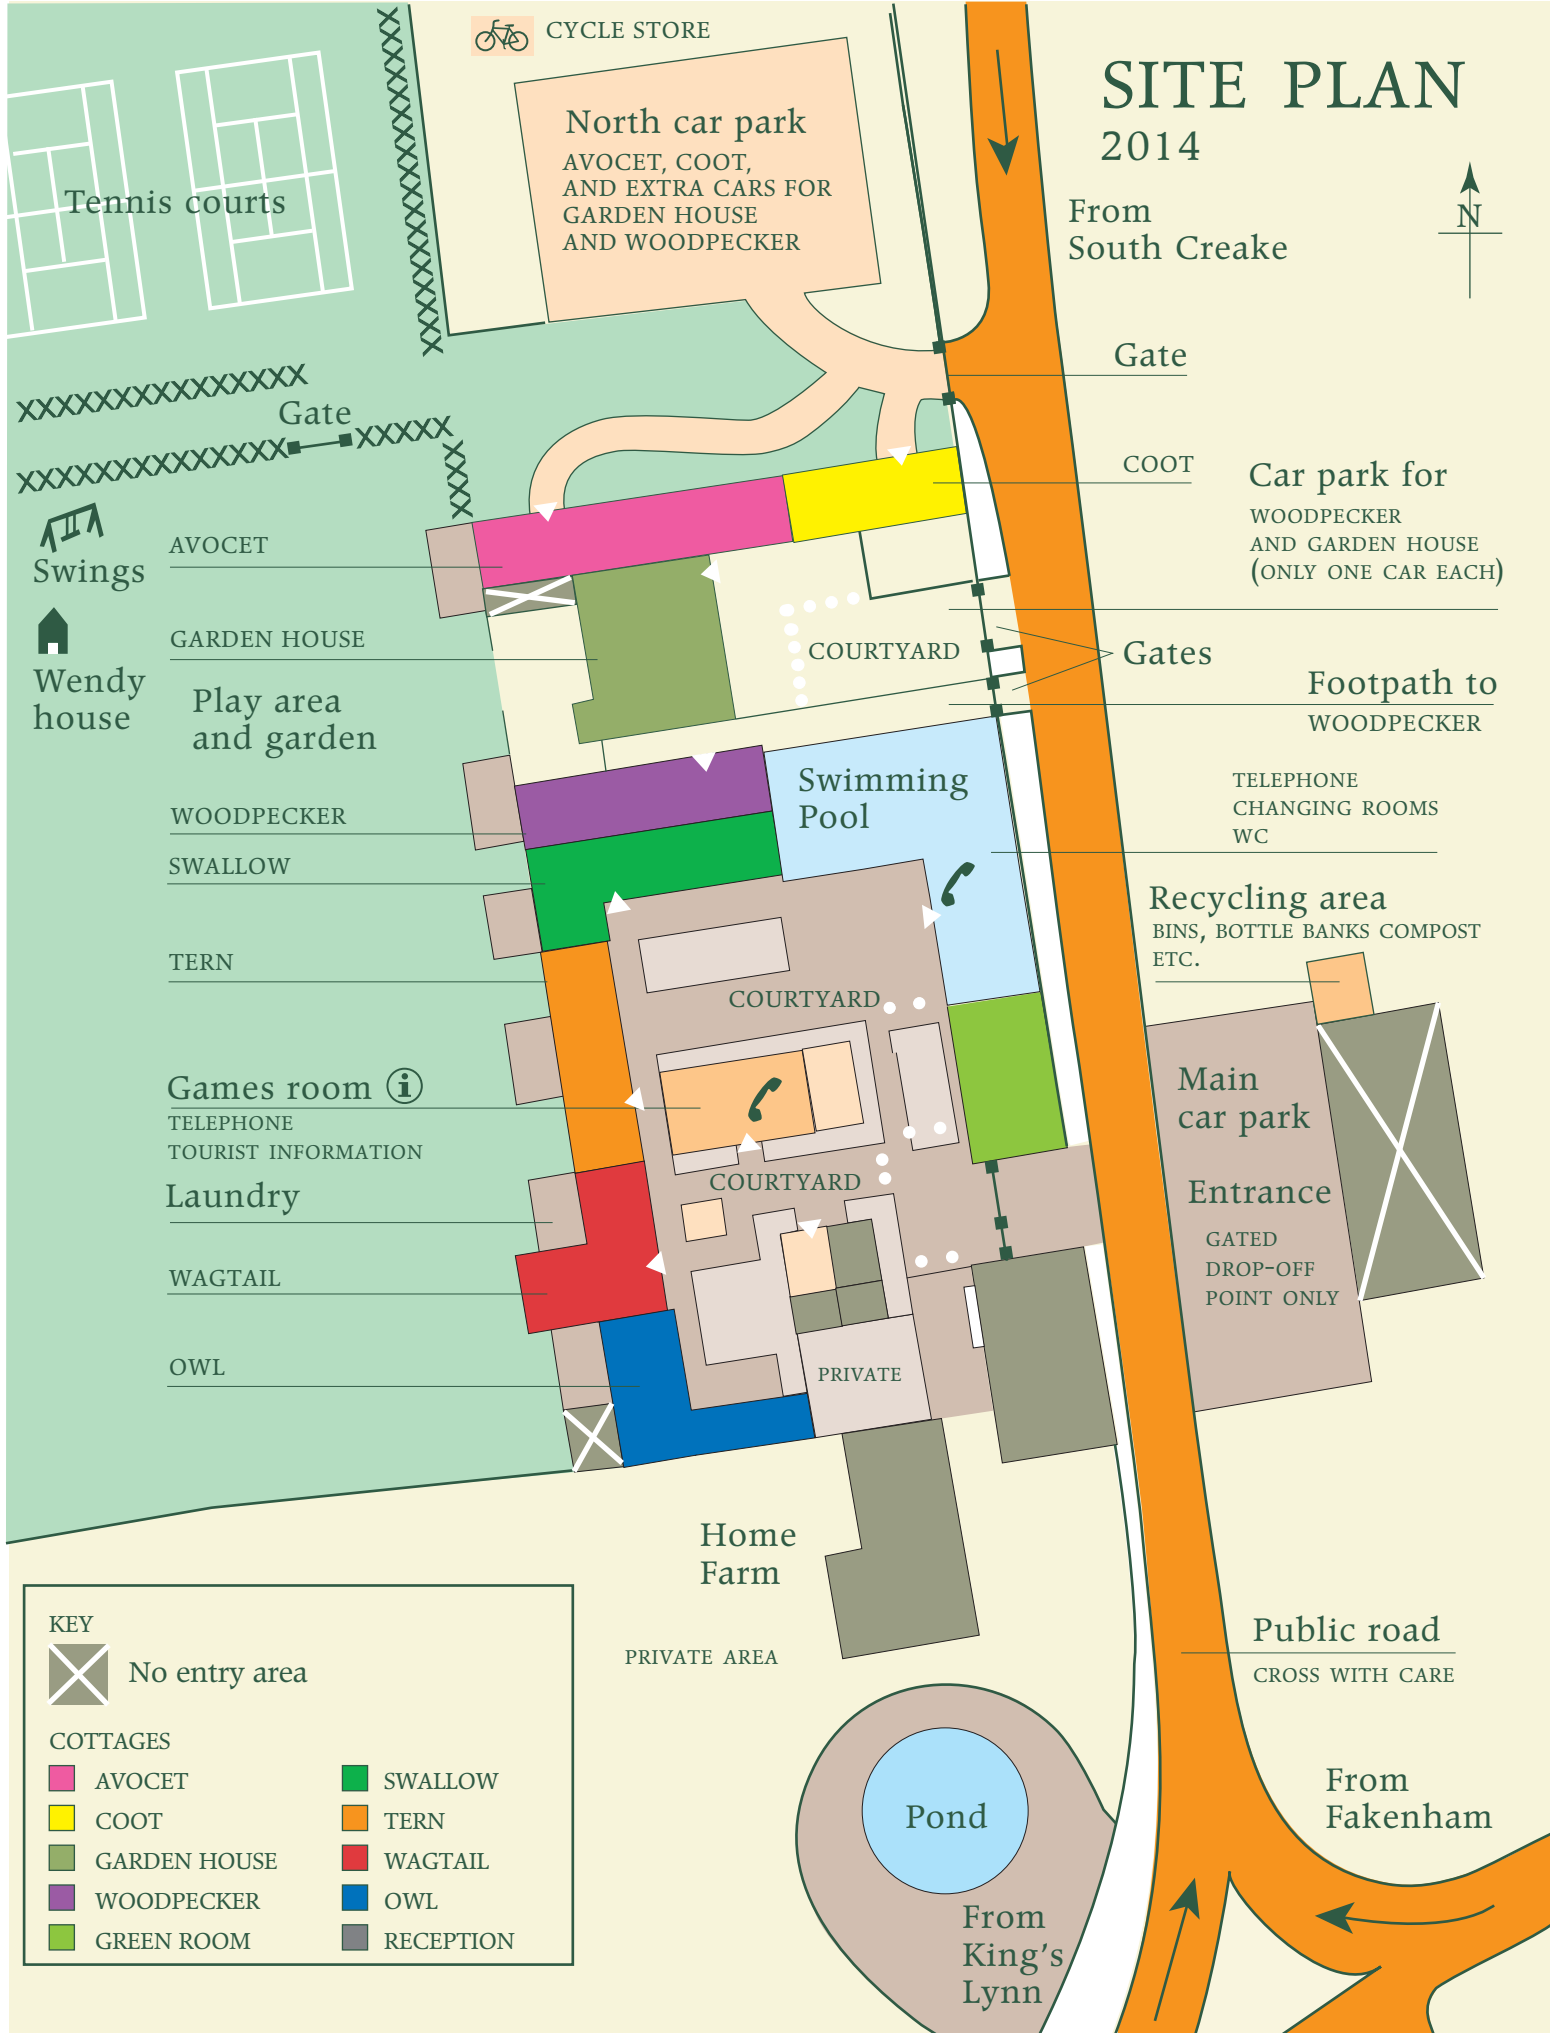 CYCLE STORE
SITE PLAN
2014
North car park
AVOCET, COOT,
AND EXTRA CARS FOR
GARDEN HOUSE
AND WOODPECKER
Tennis courts
From
South Creake
N
Gate
Gate
COOT
Car park for
WOODPECKER
AND GARDEN HOUSE
(ONLY ONE CAR EACH)
Swings
AVOCET
GARDEN HOUSE
COURTYARD
Gates
Wendy
house
Play area
and garden
Footpath to
WOODPECKER
Swimming
Pool
TELEPHONE
CHANGING ROOMS
WC
WOODPECKER
SWALLOW
Recycling area
BINS, BOTTLE BANKS COMPOST
ETC.
TERN
COURTYARD
Games room i
TELEPHONE
TOURIST INFORMATION
Main
car park
COURTYARD
Laundry
Entrance
GATED
DROP-OFF
POINT ONLY
WAGTAIL
OWL
PRIVATE
Home
Farm
PRIVATE AREA
Public road
CROSS WITH CARE
KEY
No entry area
COTTAGES
AVOCET
COOT
GARDEN HOUSE
WOODPECKER
GREEN ROOM
SWALLOW
TERN
WAGTAIL
OWL
RECEPTION
Pond
From
Fakenham
From
King's
Lynn